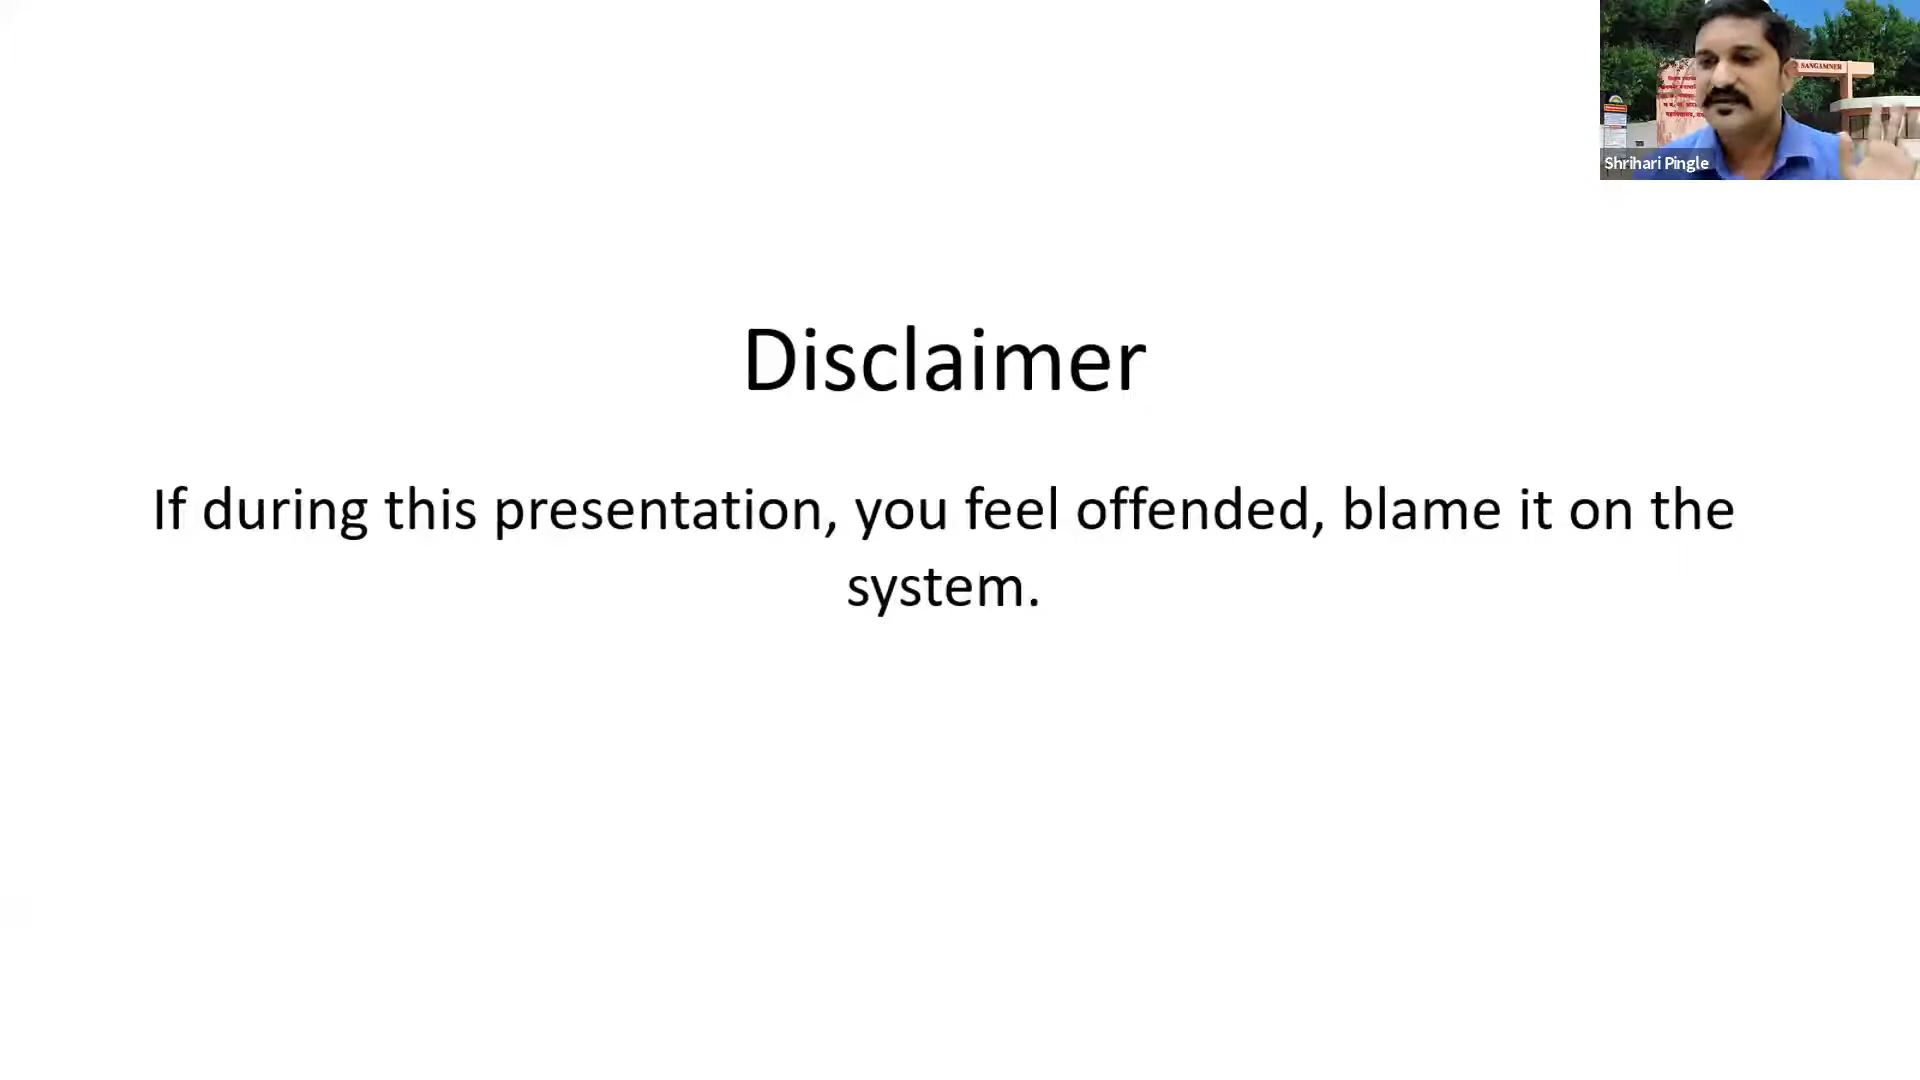 SANGAMNER
Shrihari Pingle
Disclaimer
If during this presentation, you feel offended, blame it on the
system.